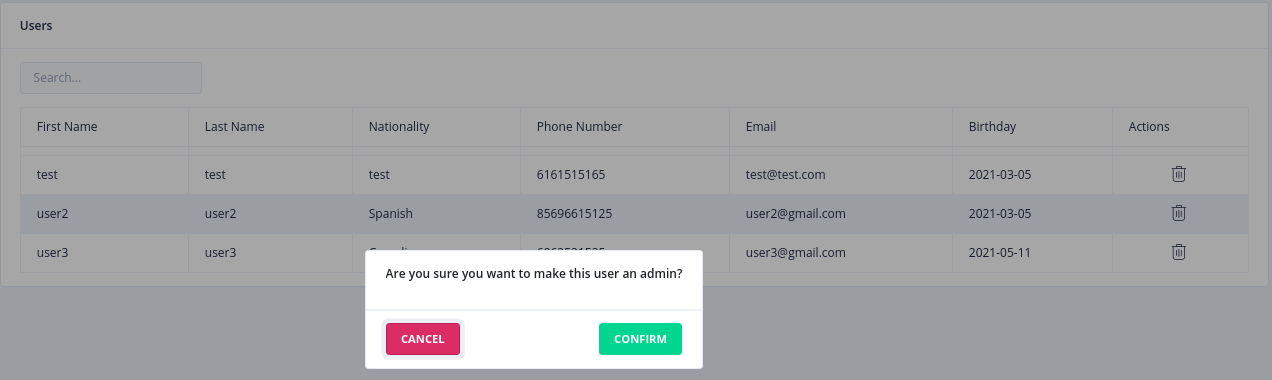 Users
Search...
First Name Last Name Nationality Phone Number Email Birthday Actions
test test test 6161515165 test@test.com 2021-03-05
user2 user2 Spanish 85696615125 user2@gmail.com 2021-03-05
user3 user3 user3@gmail.com 2021-05-11
Are you sure you want to make this user an admin?
CANCEL CONFIRM